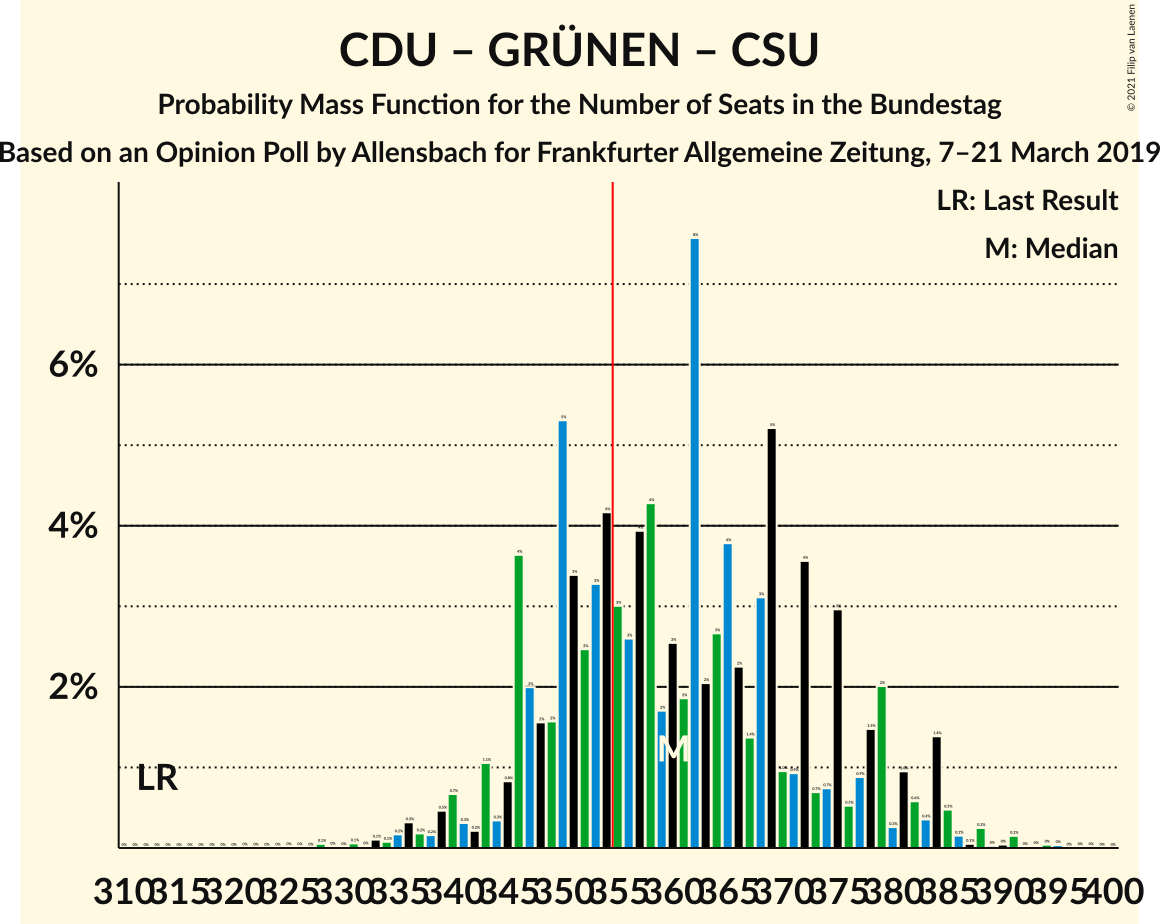 CDU – GRÜNEN – CSU
Probability Mass Function for the Number of Seats in the Bundestag
Based on an Opinion Poll by Allensbach for Frankfurter Allgemeine Zeitung, 7–21 March 2019
© 2021 Filip van Laenen
LR: Last Result
M: Median
6%
4%
2%
LR
M
310 315 320 325 330 335 340 345 350 355 360 365 370 375 380 385 390 395 400